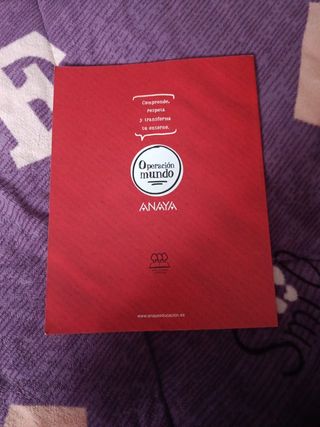 Comprende,
respeta
y transforma
tu entorno.
Operación
mundo
ANAYA
www.anayaeducacion.es